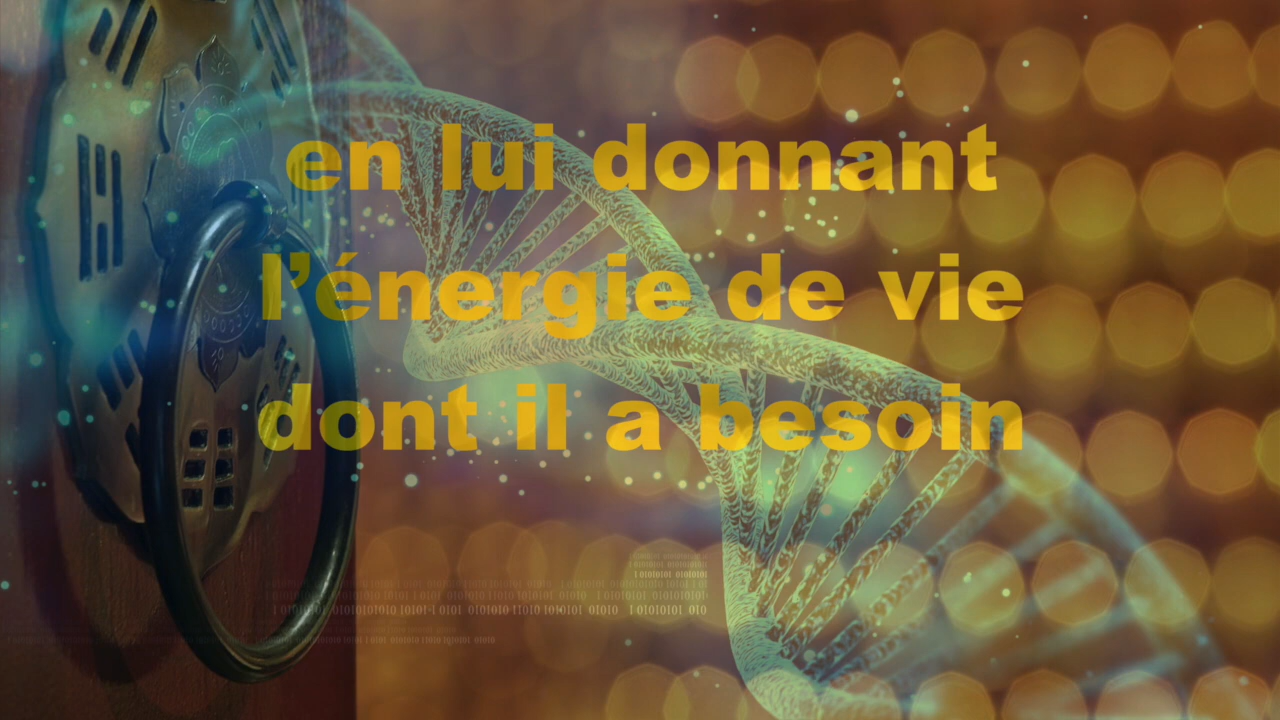 en lui donnant
l’énergie de vie
dont il a besoin